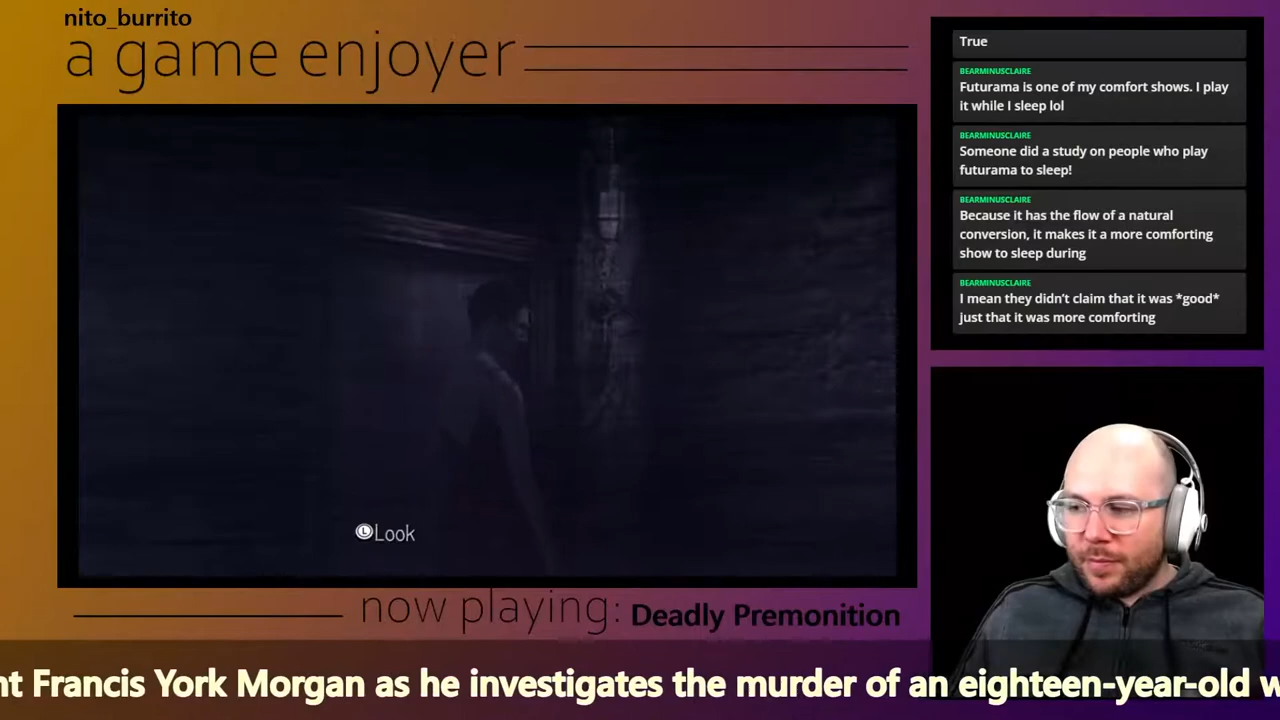 nito_burrito
a game enjoyer
True
BEARMINUSCLAIRE
Futurama is one of my comfort shows. I play
it while I sleep lol
BEARMINUSCLAIRE
Someone did a study on people who play
futurama to sleep!
BEARMINUSCLAIRE
Because it has the flow of a natural
conversion, it makes it a more comforting
show to sleep during
BEARMINUSCLAIRE
I mean they didn't claim that it was *good*
just that it was more comforting
L Look
now playing: Deadly Premonition
nt Francis York Morgan as he investigates the murder of an eighteen-year-old w